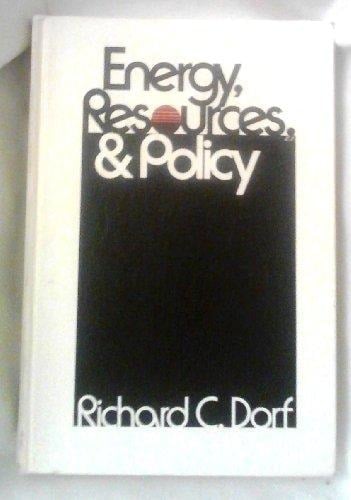 Energy,
Resources,
& Policy
Richard C. Dorf